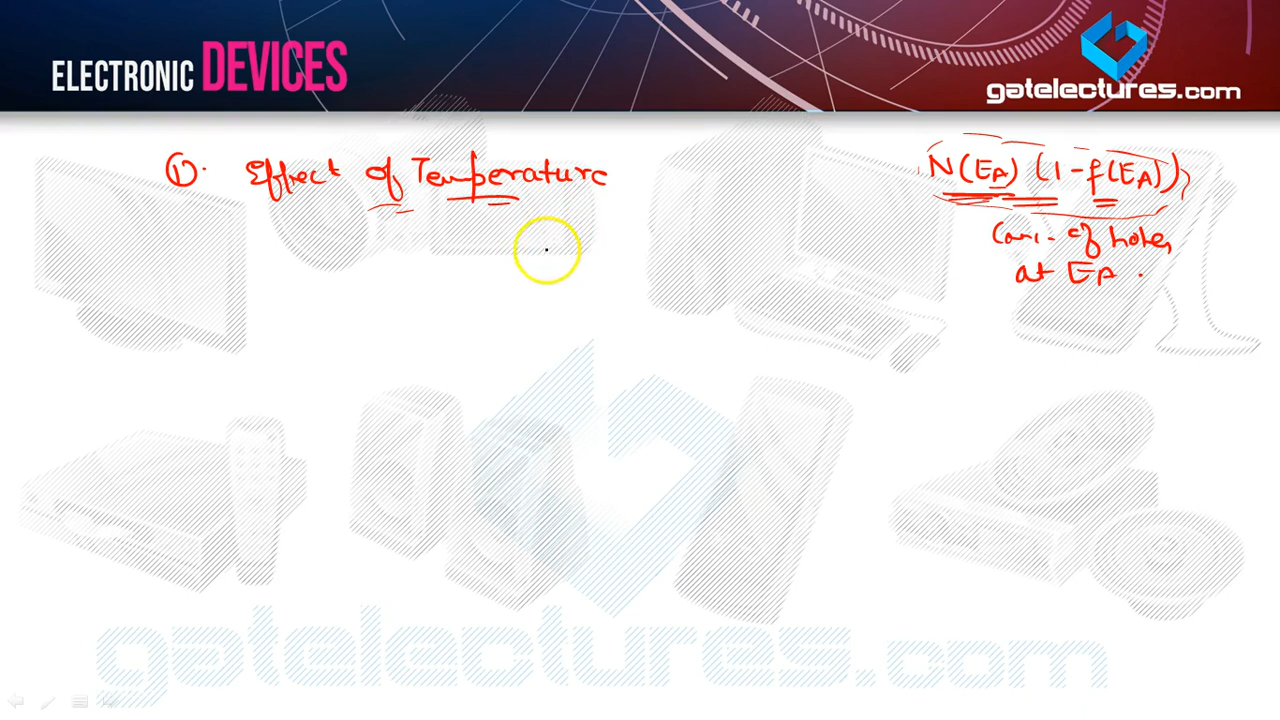 ELECTRONIC DEVICES
gatelectures.com
①. Effect of Temperature
N(EA) (1-f(EA))
Conc. of holes
at EA.
gatelectures.com